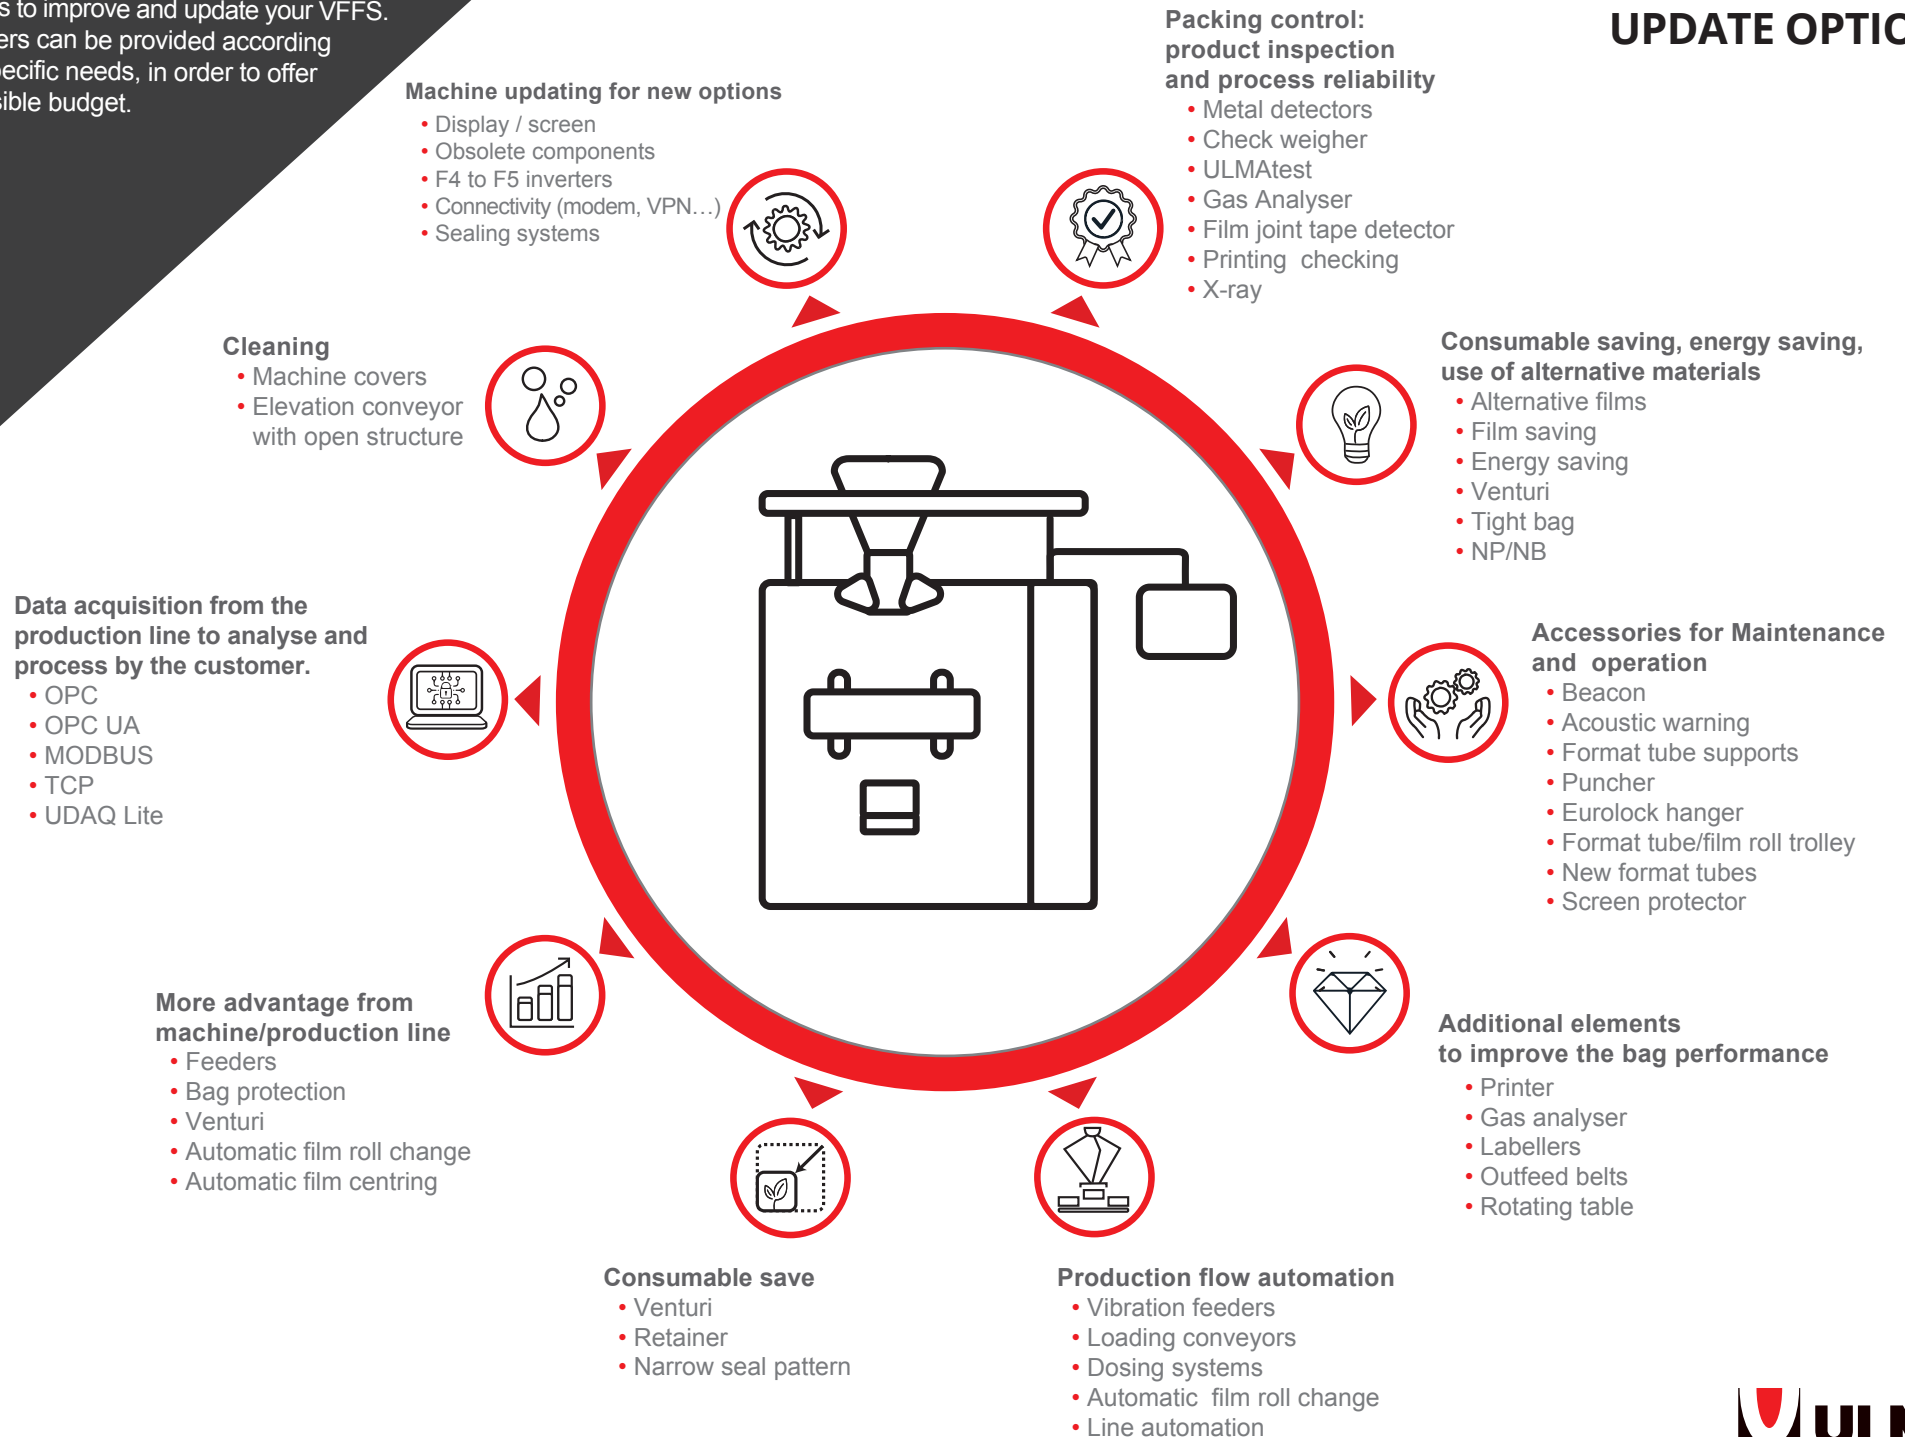 s to improve and update your VFFS.
ers can be provided according
pecific needs, in order to offer
sible budget.
UPDATE OPTIO
Machine updating for new options
• Display / screen
• Obsolete components
• F4 to F5 inverters
• Connectivity (modem, VPN…)
• Sealing systems
Packing control:
product inspection
and process reliability
• Metal detectors
• Check weigher
• ULMAtest
• Gas Analyser
• Film joint tape detector
• Printing checking
• X-ray
Cleaning
• Machine covers
• Elevation conveyor
with open structure
Consumable saving, energy saving,
use of alternative materials
• Alternative films
• Film saving
• Energy saving
• Venturi
• Tight bag
• NP/NB
Data acquisition from the
production line to analyse and
process by the customer.
• OPC
• OPC UA
• MODBUS
• TCP
• UDAQ Lite
Accessories for Maintenance
and operation
• Beacon
• Acoustic warning
• Format tube supports
• Puncher
• Eurolock hanger
• Format tube/film roll trolley
• New format tubes
• Screen protector
More advantage from
machine/production line
• Feeders
• Bag protection
• Venturi
• Automatic film roll change
• Automatic film centring
Additional elements
to improve the bag performance
• Printer
• Gas analyser
• Labellers
• Outfeed belts
• Rotating table
Consumable save
• Venturi
• Retainer
• Narrow seal pattern
Production flow automation
• Vibration feeders
• Loading conveyors
• Dosing systems
• Automatic film roll change
• Line automation